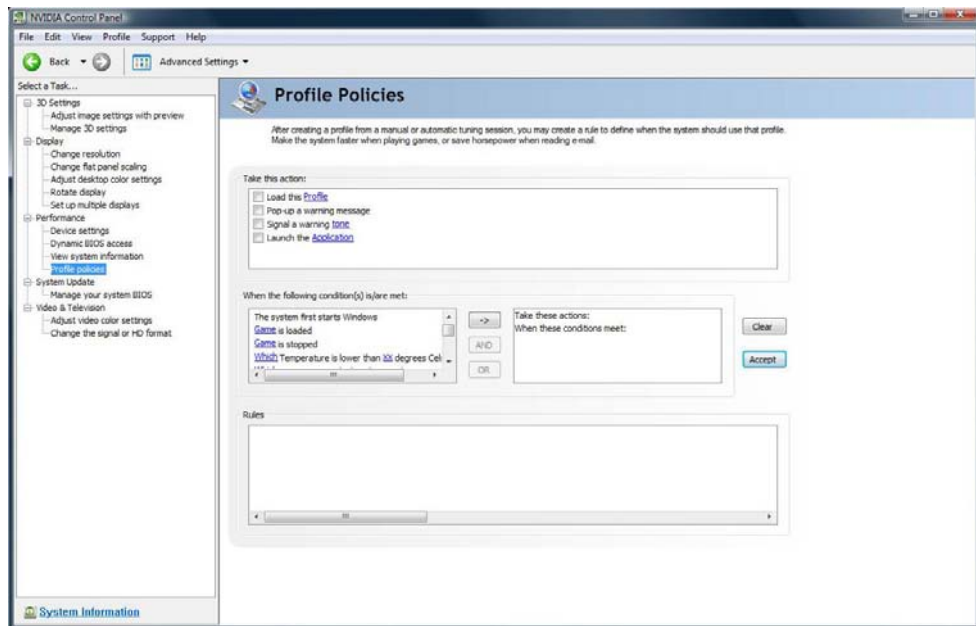 NVIDIA Control Panel
File Edit View Profile Support Help
Back Advanced Settings
Select a Task...
3D Settings
Adjust image settings with preview
Manage 3D settings
Display
Change resolution
Change flat panel scaling
Adjust desktop color settings
Rotate display
Set up multiple displays
Performance
Device settings
Dynamic BIOS access
View system information
Profile policies
System Update
Manage your system BIOS
Video & Television
Adjust video color settings
Change the signal or HD format
System Information
Profile Policies
After creating a profile from a manual or automatic tuning session, you may create a rule to define when the system should use that profile.
Make the system faster when playing games, or save horsepower when reading email.
Take this action:
Load this Profile
Pop-up a warning message
Signal a warning tone
Launch the Application
When the following condition(s) is/are met:
The system first starts Windows
Game is loaded
Game is stopped
Which Temperature is lower than XX degrees Cel
->
AND
OR
Take these actions:
When these conditions meet:
Clear
Accept
Rules